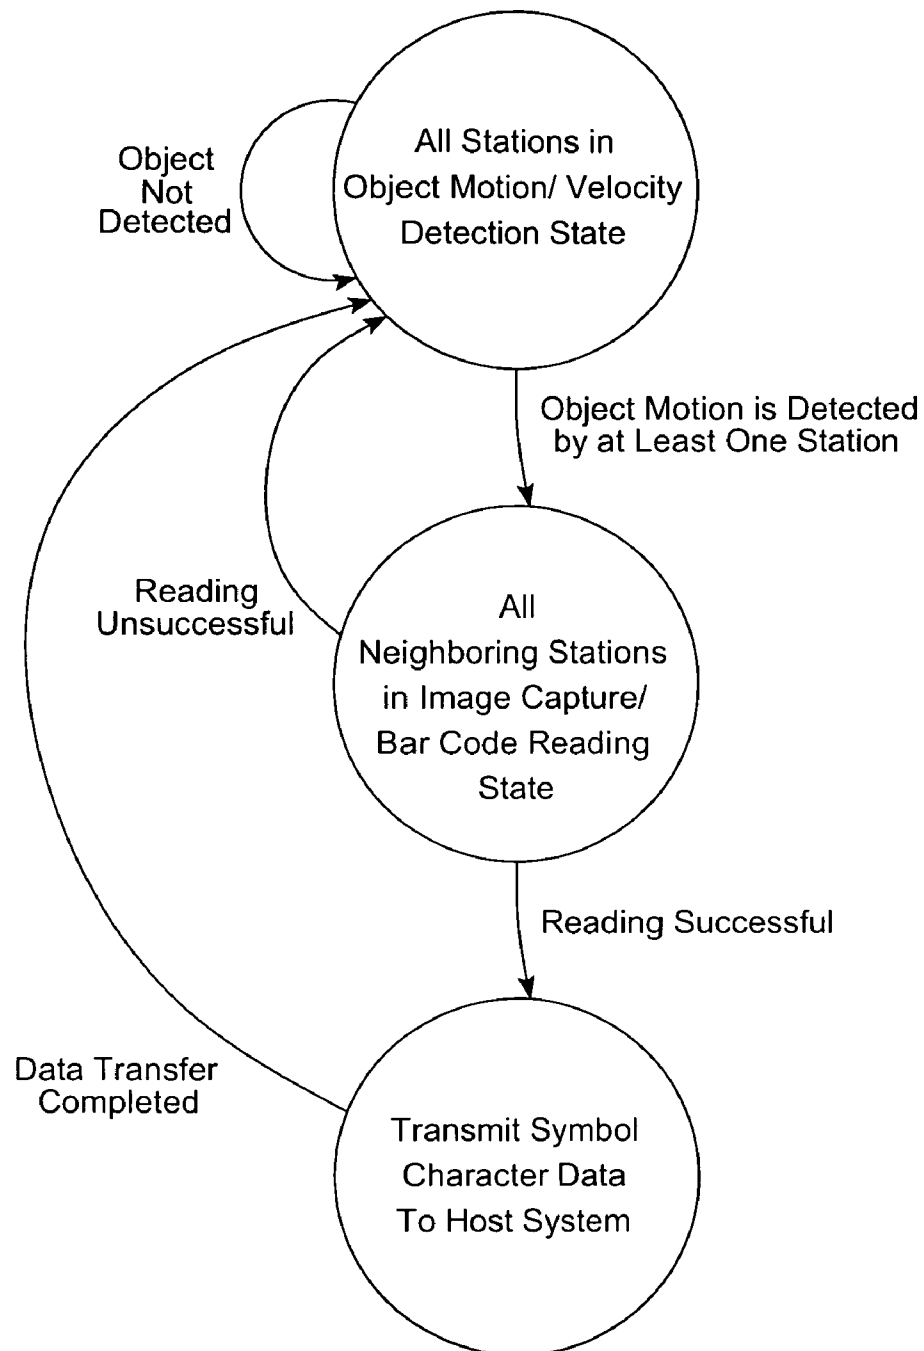 All Stations in
Object Motion/ Velocity
Detection State
Object
Not
Detected
Object Motion is Detected
by at Least One Station
Reading
Unsuccessful
All
Neighboring Stations
in Image Capture/
Bar Code Reading
State
Reading Successful
Data Transfer
Completed
Transmit Symbol
Character Data
To Host System